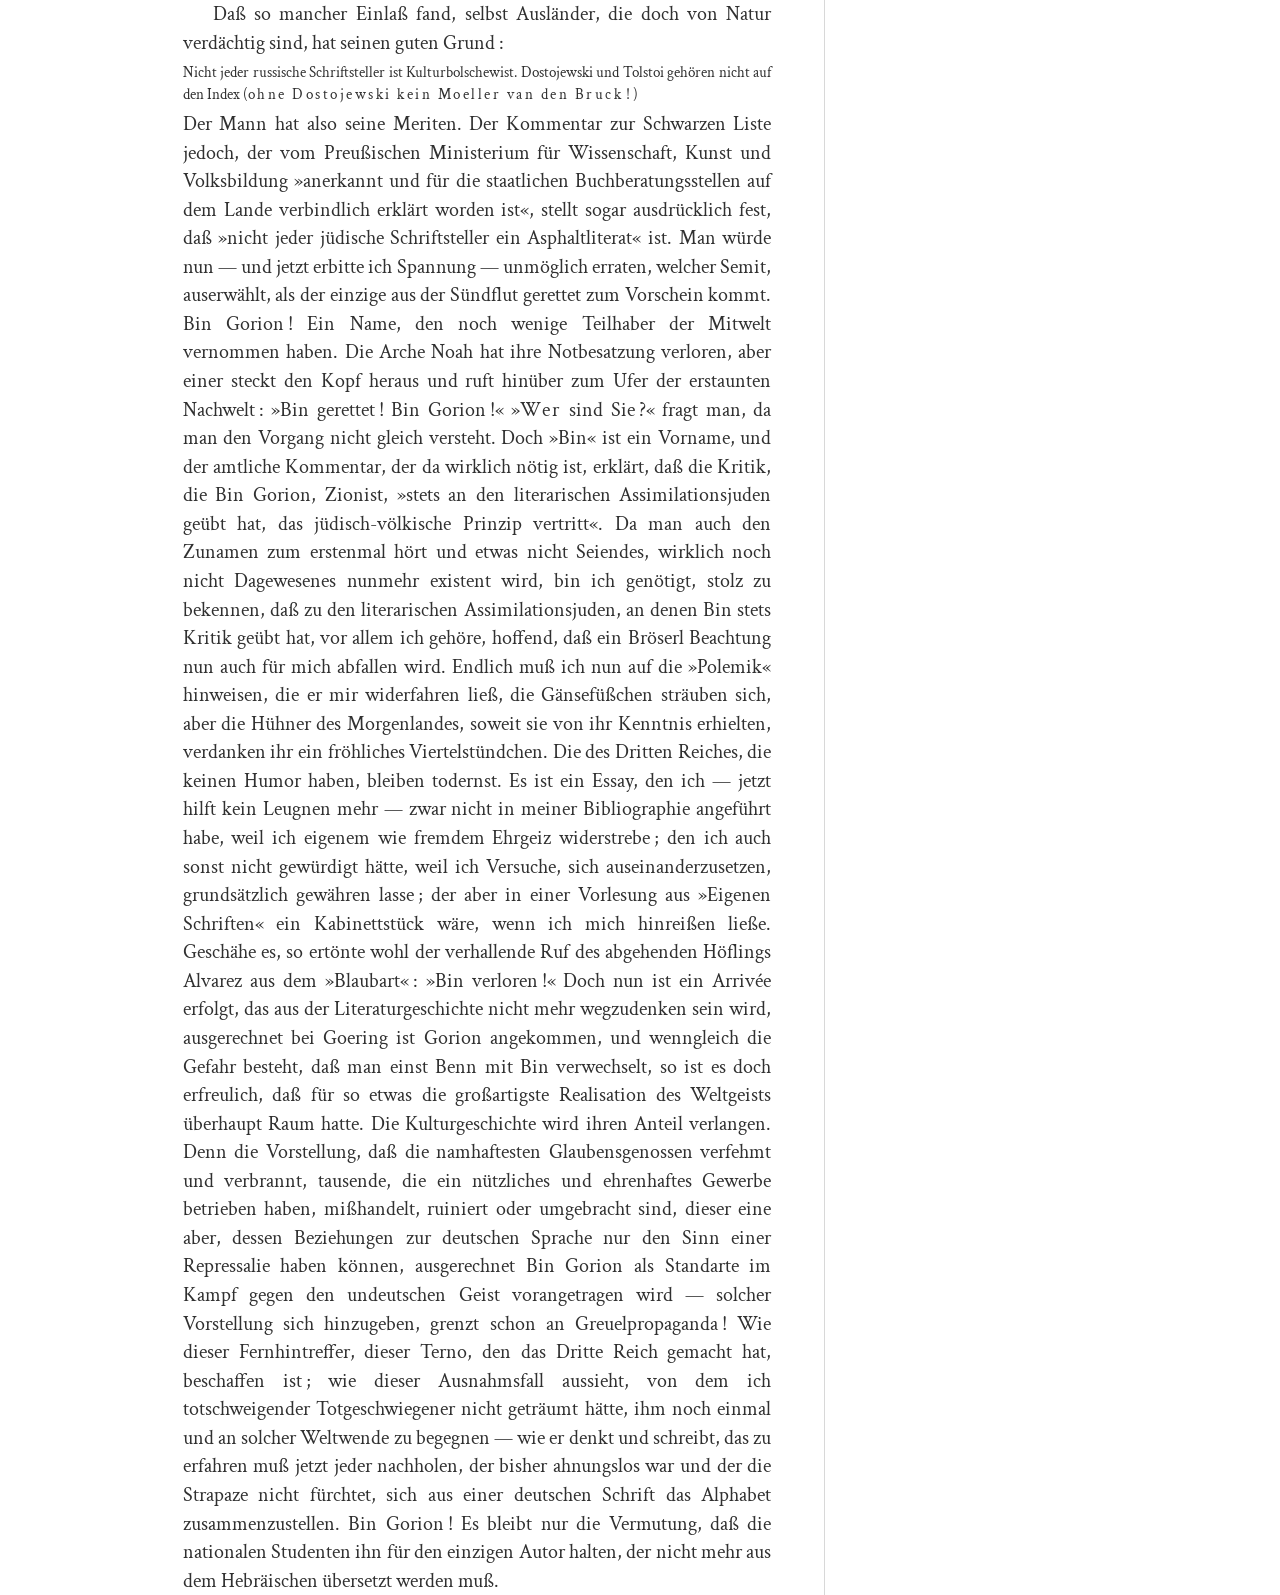 Daß so mancher Einlaß fand, selbst Ausländer, die doch von Natur
verdächtig sind, hat seinen guten Grund :
Nicht jeder russische Schriftsteller ist Kulturbolschewist. Dostojewski und Tolstoi gehören nicht auf
den Index (ohne Dostojewski kein Moeller van den Bruck!)
Der Mann hat also seine Meriten. Der Kommentar zur Schwarzen Liste
jedoch, der vom Preußischen Ministerium für Wissenschaft, Kunst und
Volksbildung »anerkannt und für die staatlichen Buchberatungsstellen auf
dem Lande verbindlich erklärt worden ist«, stellt sogar ausdrücklich fest,
daß »nicht jeder jüdische Schriftsteller ein Asphaltliterat« ist. Man würde
nun — und jetzt erbitte ich Spannung — unmöglich erraten, welcher Semit,
auserwählt, als der einzige aus der Sündflut gerettet zum Vorschein kommt.
Bin Gorion ! Ein Name, den noch wenige Teilhaber der Mitwelt
vernommen haben. Die Arche Noah hat ihre Notbesatzung verloren, aber
einer steckt den Kopf heraus und ruft hinüber zum Ufer der erstaunten
Nachwelt : »Bin gerettet ! Bin Gorion !« »Wer sind Sie ?« fragt man, da
man den Vorgang nicht gleich versteht. Doch »Bin« ist ein Vorname, und
der amtliche Kommentar, der da wirklich nötig ist, erklärt, daß die Kritik,
die Bin Gorion, Zionist, »stets an den literarischen Assimilationsjuden
geübt hat, das jüdisch-völkische Prinzip vertritt«. Da man auch den
Zunamen zum erstenmal hört und etwas nicht Seiendes, wirklich noch
nicht Dagewesenes nunmehr existent wird, bin ich genötigt, stolz zu
bekennen, daß zu den literarischen Assimilationsjuden, an denen Bin stets
Kritik geübt hat, vor allem ich gehöre, hoffend, daß ein Bröserl Beachtung
nun auch für mich abfallen wird. Endlich muß ich nun auf die »Polemik«
hinweisen, die er mir widerfahren ließ, die Gänsefüßchen sträuben sich,
aber die Hühner des Morgenlandes, soweit sie von ihr Kenntnis erhielten,
verdanken ihr ein fröhliches Viertelstündchen. Die des Dritten Reiches, die
keinen Humor haben, bleiben todernst. Es ist ein Essay, den ich — jetzt
hilft kein Leugnen mehr — zwar nicht in meiner Bibliographie angeführt
habe, weil ich eigenem wie fremdem Ehrgeiz widerstrebe ; den ich auch
sonst nicht gewürdigt hätte, weil ich Versuche, sich auseinanderzusetzen,
grundsätzlich gewähren lasse ; der aber in einer Vorlesung aus »Eigenen
Schriften« ein Kabinettstück wäre, wenn ich mich hinreißen ließe.
Geschähe es, so ertönte wohl der verhallende Ruf des abgehenden Höflings
Alvarez aus dem »Blaubart« : »Bin verloren !« Doch nun ist ein Arrivée
erfolgt, das aus der Literaturgeschichte nicht mehr wegzudenken sein wird,
ausgerechnet bei Goering ist Gorion angekommen, und wenngleich die
Gefahr besteht, daß man einst Benn mit Bin verwechselt, so ist es doch
erfreulich, daß für so etwas die großartigste Realisation des Weltgeists
überhaupt Raum hatte. Die Kulturgeschichte wird ihren Anteil verlangen.
Denn die Vorstellung, daß die namhaftesten Glaubensgenossen verfehmt
und verbrannt, tausende, die ein nützliches und ehrenhaftes Gewerbe
betrieben haben, mißhandelt, ruiniert oder umgebracht sind, dieser eine
aber, dessen Beziehungen zur deutschen Sprache nur den Sinn einer
Repressalie haben können, ausgerechnet Bin Gorion als Standarte im
Kampf gegen den undeutschen Geist vorangetragen wird — solcher
Vorstellung sich hinzugeben, grenzt schon an Greuelpropaganda ! Wie
dieser Fernhintreffer, dieser Terno, den das Dritte Reich gemacht hat,
beschaffen ist ; wie dieser Ausnahmsfall aussieht, von dem ich
totschweigender Totgeschwiegener nicht geträumt hätte, ihm noch einmal
und an solcher Weltwende zu begegnen — wie er denkt und schreibt, das zu
erfahren muß jetzt jeder nachholen, der bisher ahnungslos war und der die
Strapaze nicht fürchtet, sich aus einer deutschen Schrift das Alphabet
zusammenzustellen. Bin Gorion ! Es bleibt nur die Vermutung, daß die
nationalen Studenten ihn für den einzigen Autor halten, der nicht mehr aus
dem Hebräischen übersetzt werden muß.